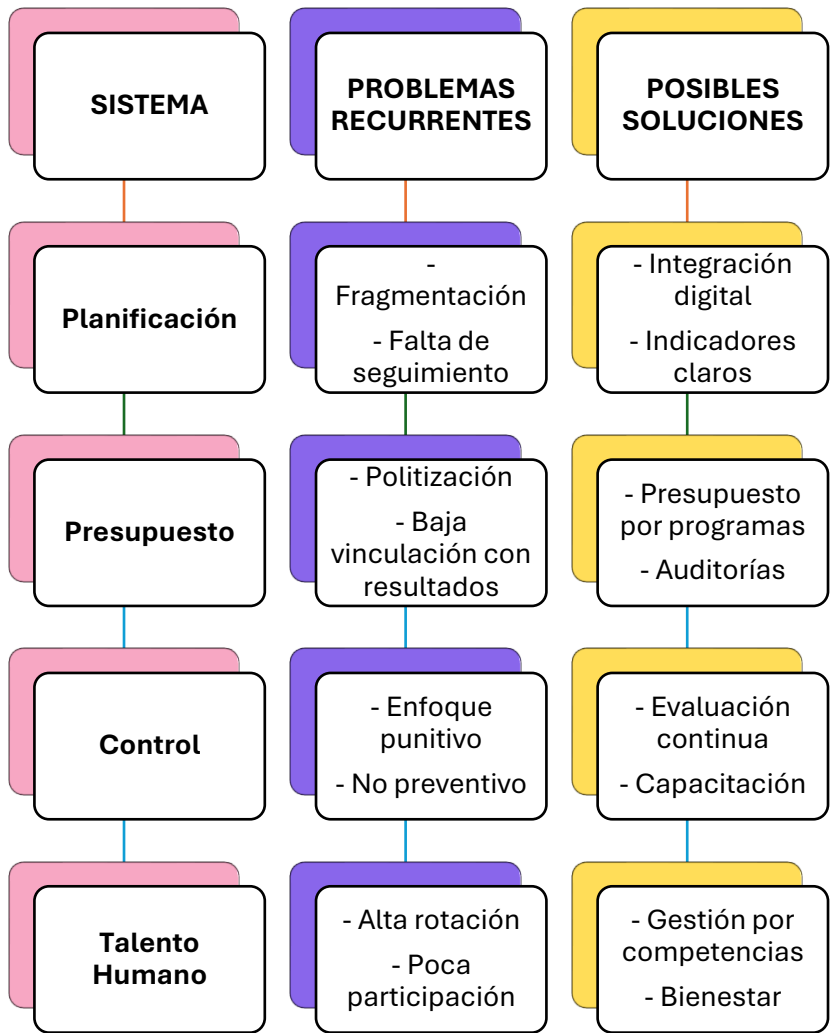 SISTEMA
PROBLEMAS
RECURRENTES
POSIBLES
SOLUCIONES
Planificación
-
Fragmentación
- Falta de
seguimiento
- Integración
digital
- Indicadores
claros
Presupuesto
- Politización
- Baja
vinculación con
resultados
- Presupuesto
por programas
- Auditorías
Control
- Enfoque
punitivo
- No preventivo
- Evaluación
continua
- Capacitación
Talento
Humano
- Alta rotación
- Poca
participación
- Gestión por
competencias
- Bienestar